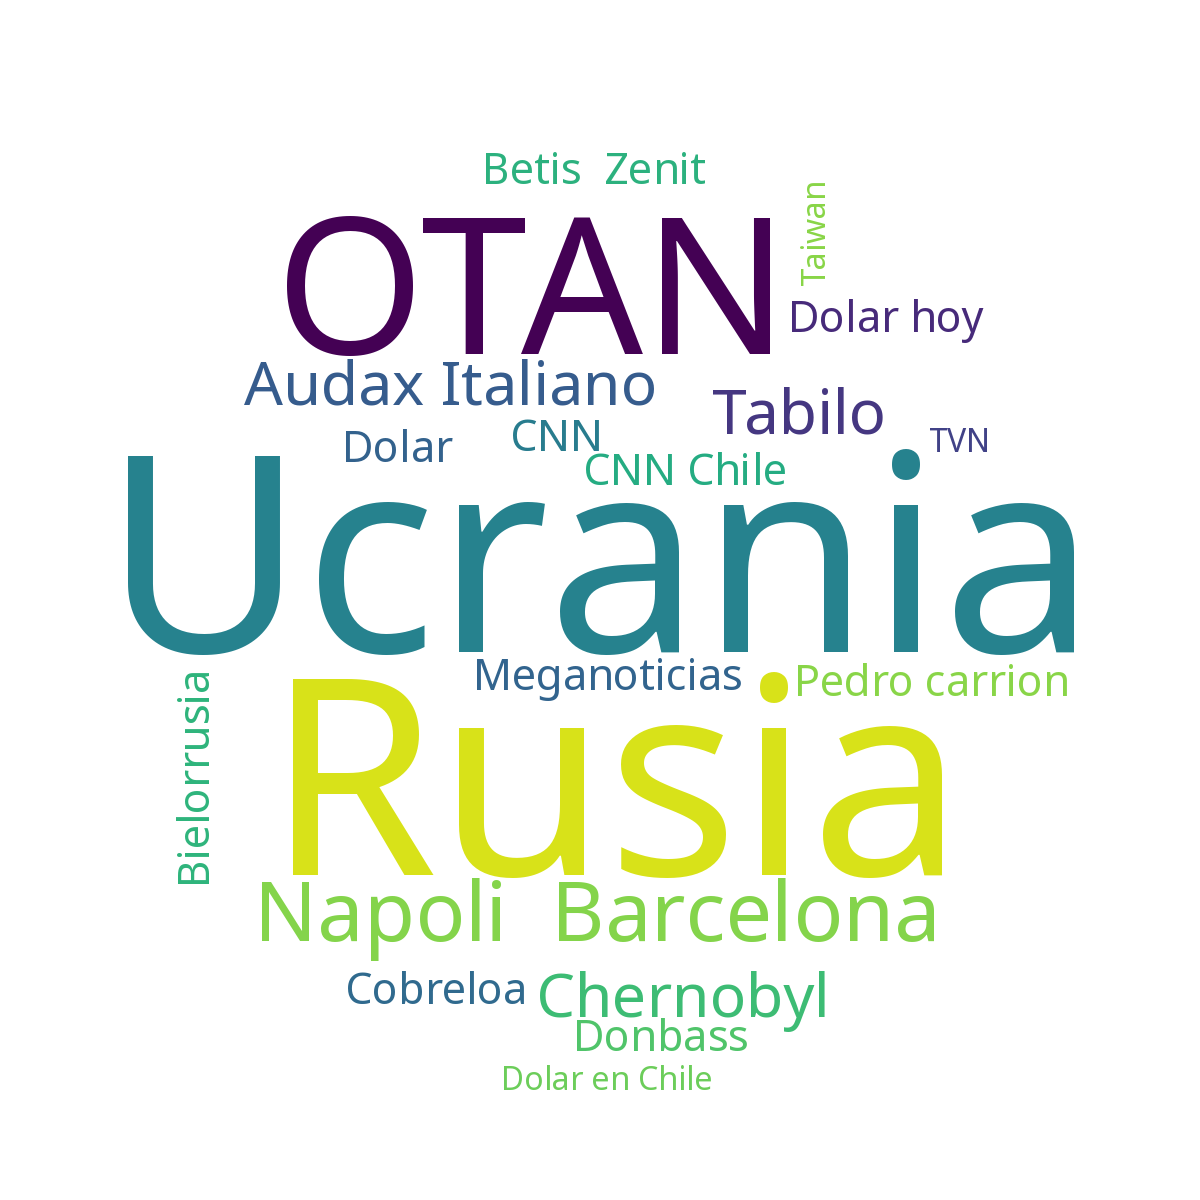 Betis  Zenit
Taiwan
OTAN
Dolar hoy
Audax Italiano
Tabilo
Dolar
CNN
TVN
CNN Chile
Ucrania
Meganoticias
Pedro carrion
Bielorrusia
Rusia
Napoli  Barcelona
Cobreloa
Chernobyl
Donbass
Dolar en Chile